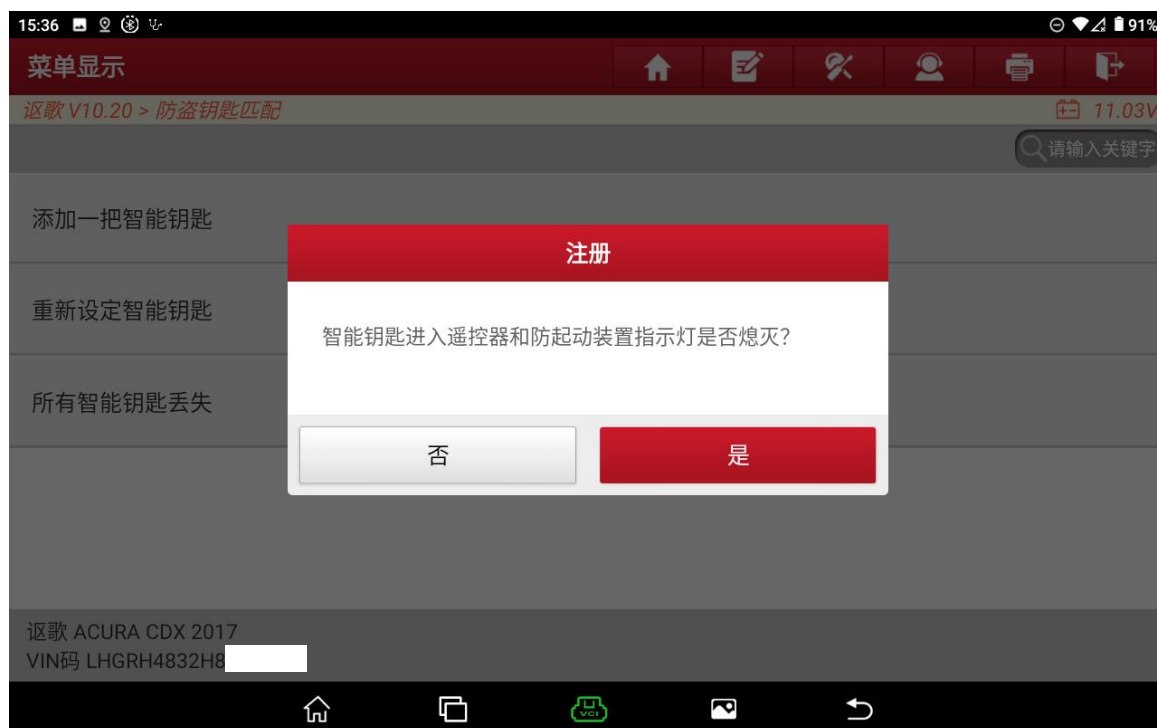 15:36
91%
菜单显示
讴歌 V10.20 > 防盗钥匙匹配
11.03V
请输入关键字
添加一把智能钥匙
注册
重新设定智能钥匙
智能钥匙进入遥控器和防起动装置指示灯是否熄灭?
所有智能钥匙丢失
否
是
讴歌 ACURA CDX 2017
VIN码 LHGRH4832H8
VCI